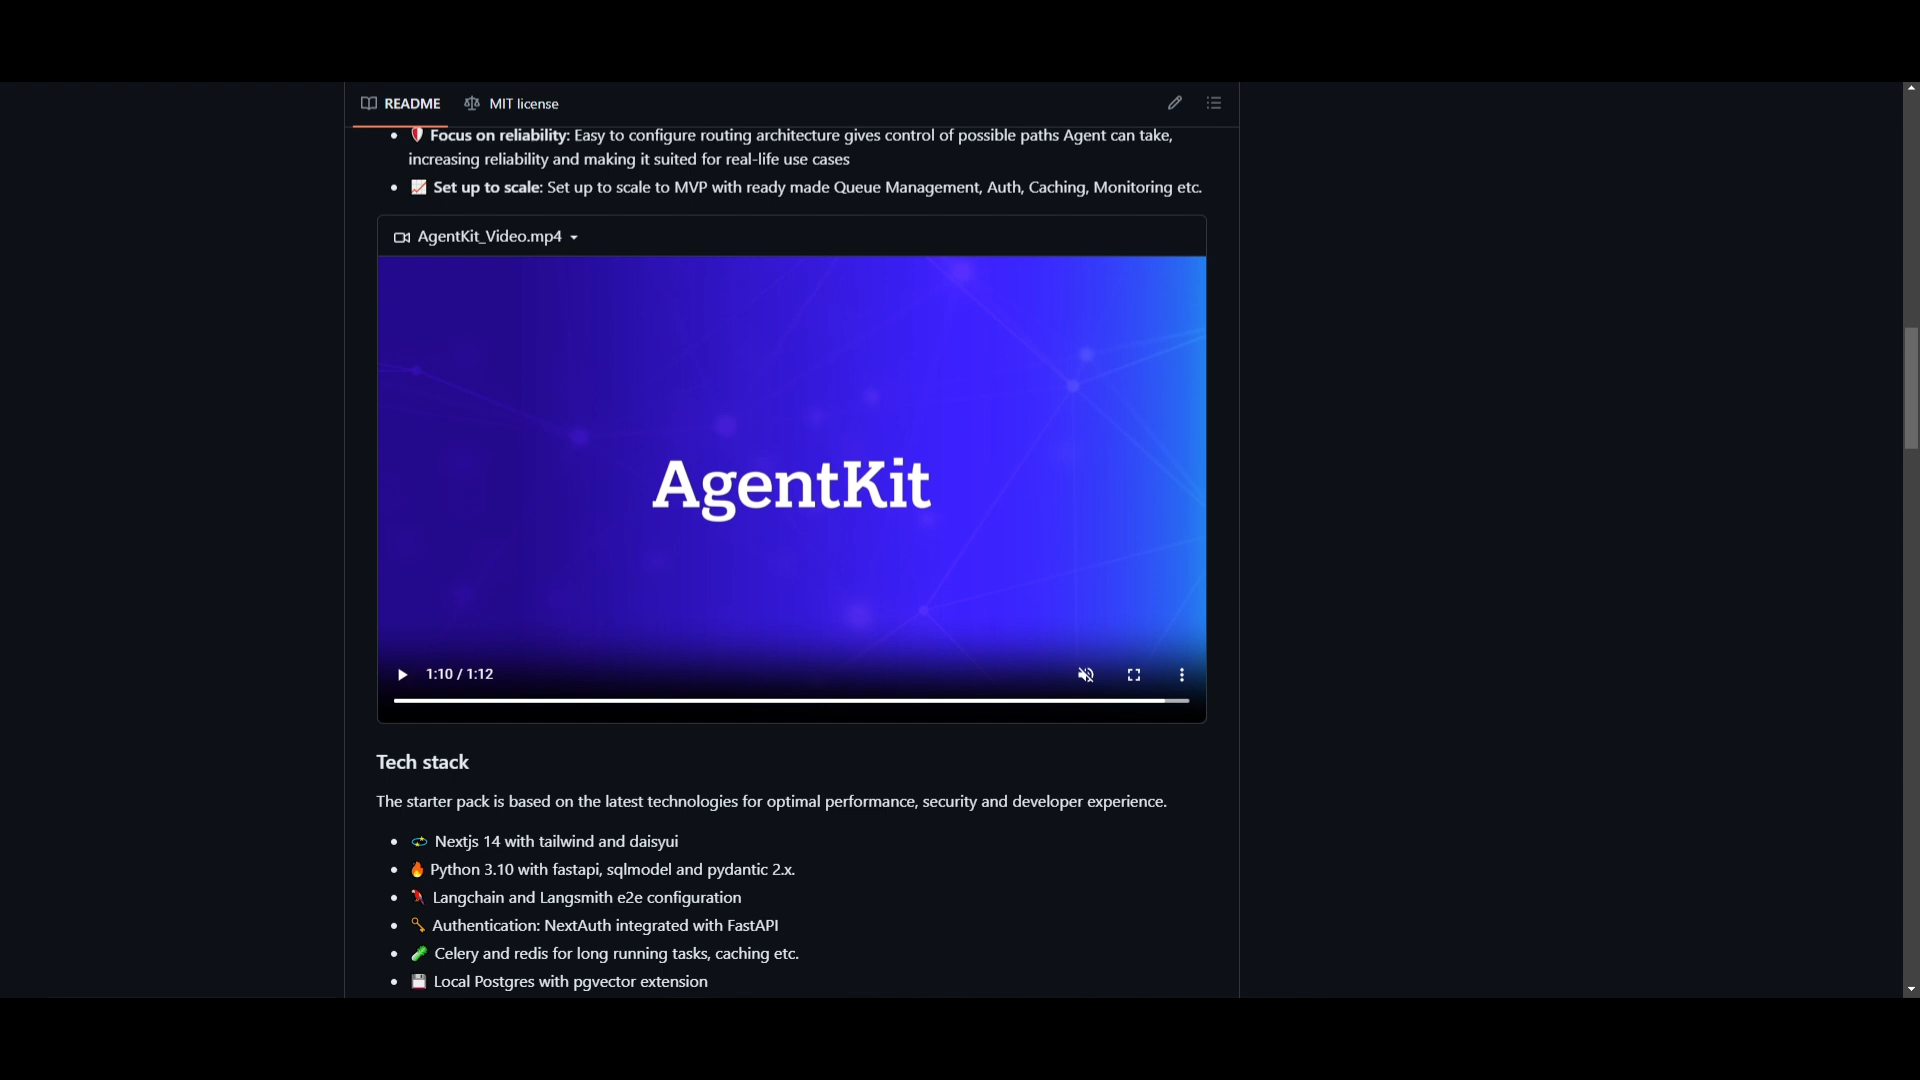 README MIT license
Focus on reliability: Easy to configure routing architecture gives control of possible paths Agent can take,
increasing reliability and making it suited for real-life use cases
Set up to scale: Set up to scale to MVP with ready made Queue Management, Auth, Caching, Monitoring etc.
AgentKit_Video.mp4
AgentKit
1:10 / 1:12
Tech stack
The starter pack is based on the latest technologies for optimal performance, security and developer experience.
Nextjs 14 with tailwind and daisyui
Python 3.10 with fastapi, sqlmodel and pydantic 2.x.
Langchain and Langsmith e2e configuration
Authentication: NextAuth integrated with FastAPI
Celery and redis for long running tasks, caching etc.
Local Postgres with pgvector extension